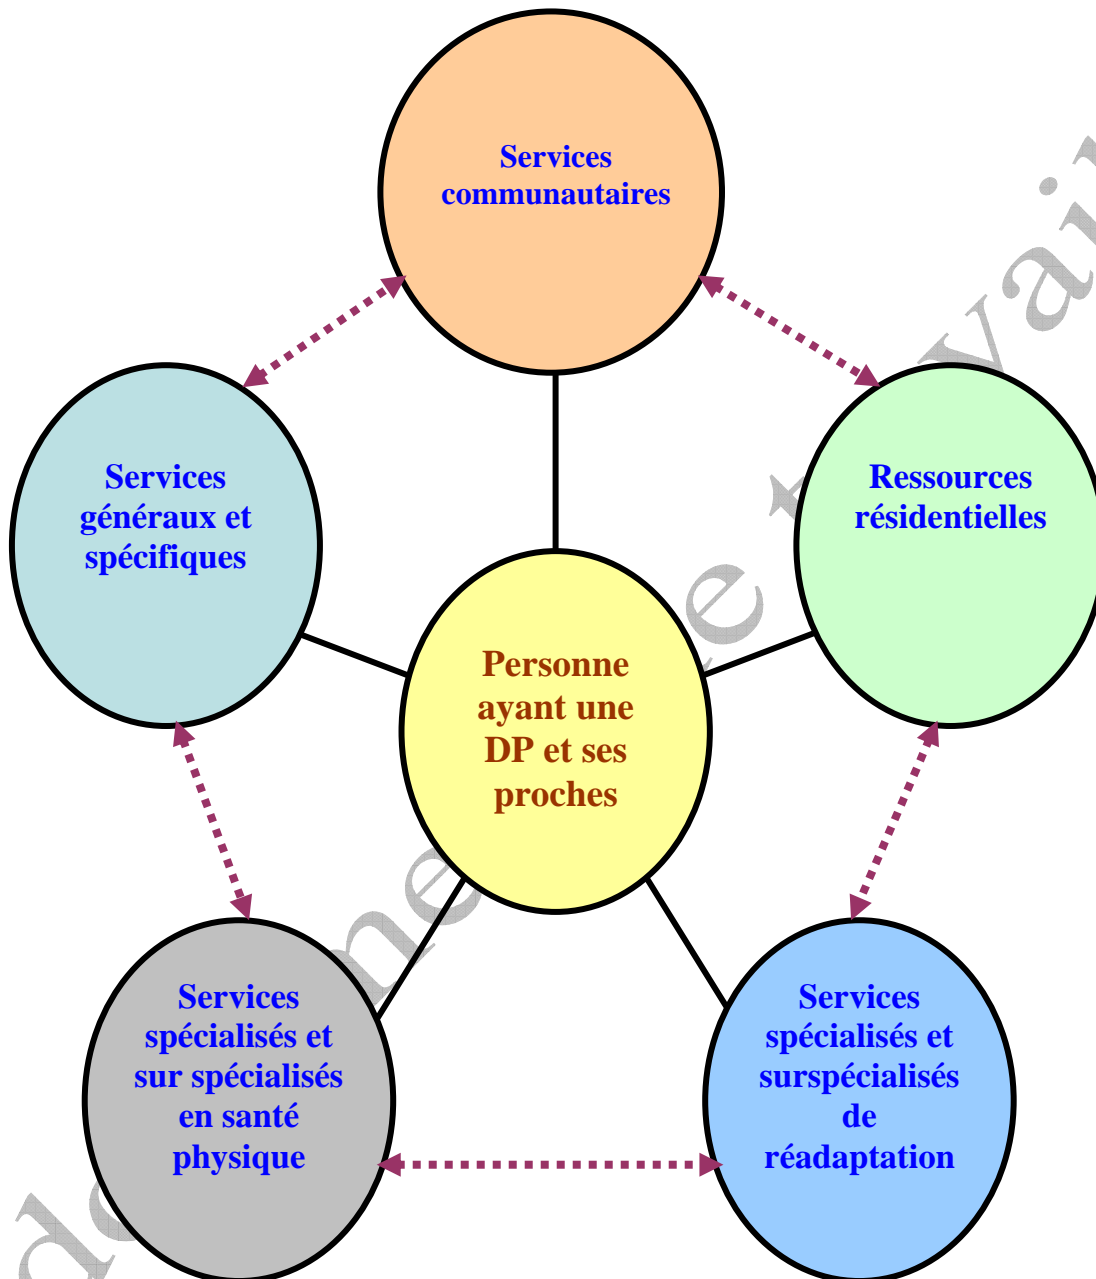 Services
communautaires
Services
généraux et
spécifiques
Ressources
résidentielles
Personne
ayant une
DP et ses
proches
Services
spécialisés et
sur spécialisés
en santé
physique
Services
spécialisés et
surspécialisés
de
réadaptation